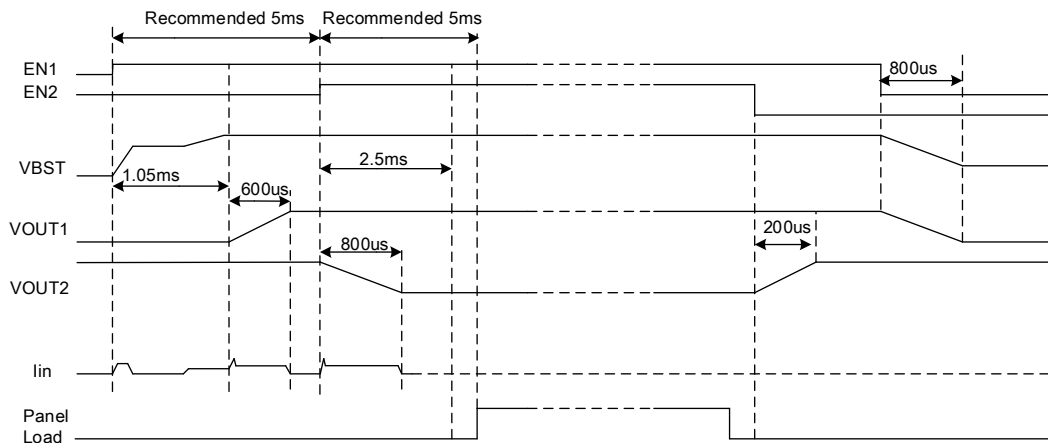 Recommended 5ms
Recommended 5ms
EN1
800us
EN2
2.5ms
VBST
1.05ms
600us
VOUT1
200us
800us
VOUT2
Iin
Panel
Load